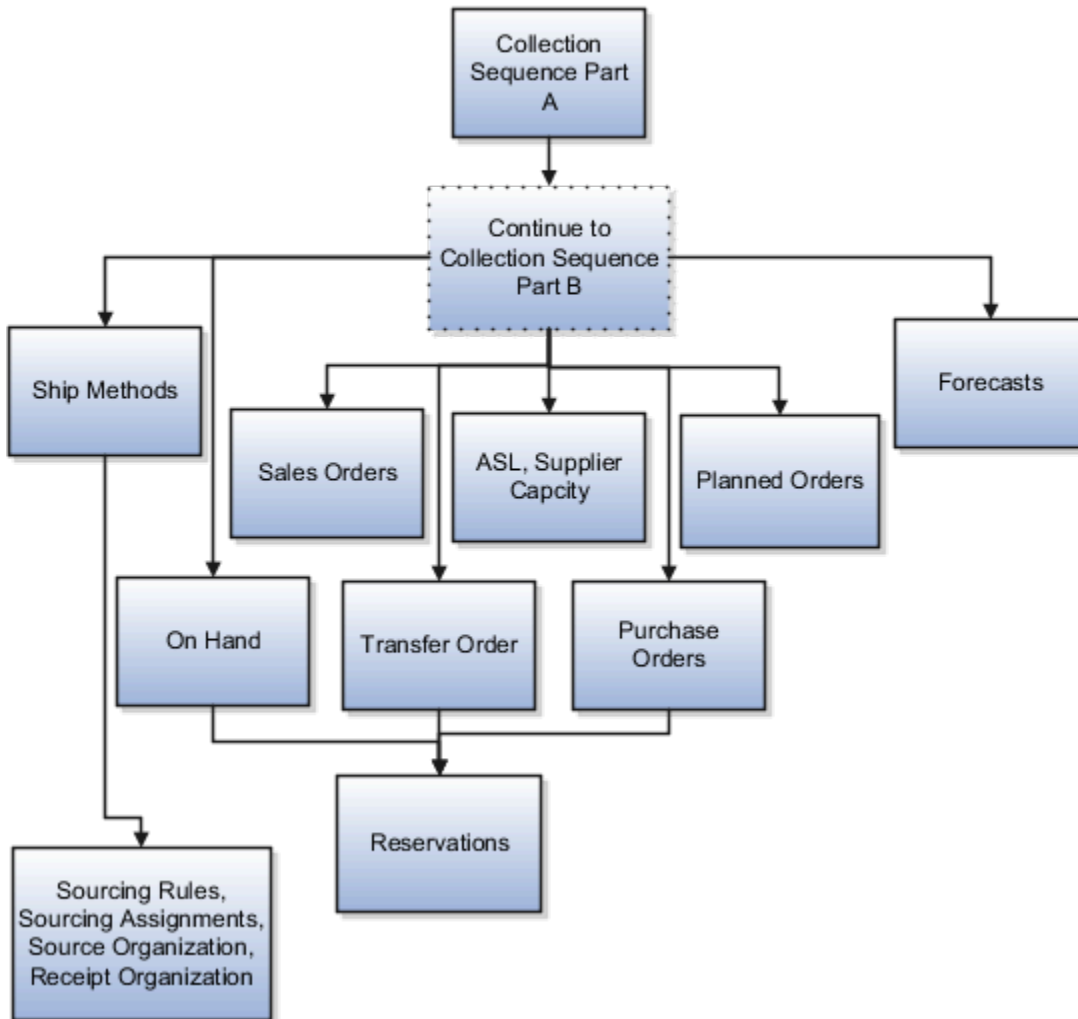 Collection
Sequence Part
A
Continue to
Collection Sequence
Part B
Ship Methods
Forecasts
Sales Orders
ASL, Supplier
Capcity
Planned Orders
On Hand
Transfer Order
Purchase
Orders
Reservations
Sourcing Rules,
Sourcing Assignments,
Source Organization,
Receipt Organization